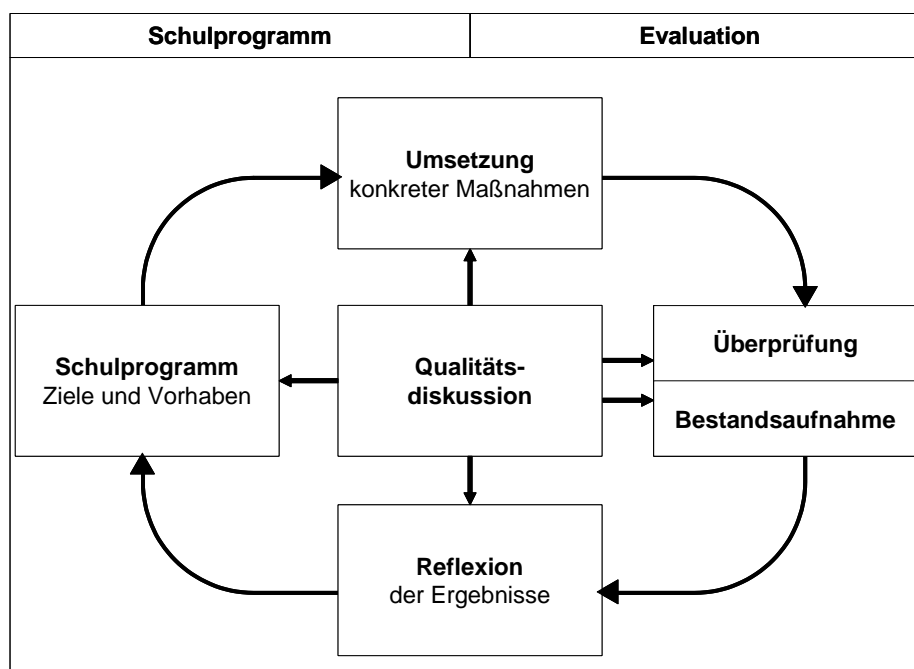 Schulprogramm
Evaluation
Umsetzung
konkreter Maßnahmen
Schulprogramm
Ziele und Vorhaben
Qualitäts-
diskussion
Überprüfung
Bestandsaufnahme
Reflexion
der Ergebnisse